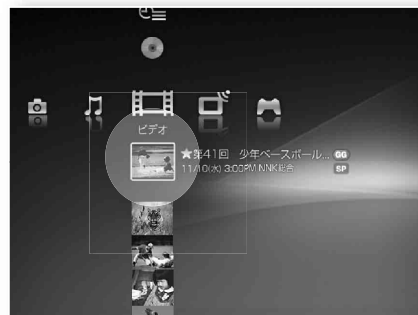 ビデオ
★第41回 少年ベースボール... GG
11/10(水) 3:00PM NNK総合 SP